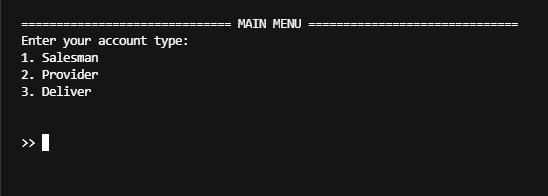 ============================== MAIN MENU ==============================
Enter your account type:
1. Salesman
2. Provider
3. Deliver
>>